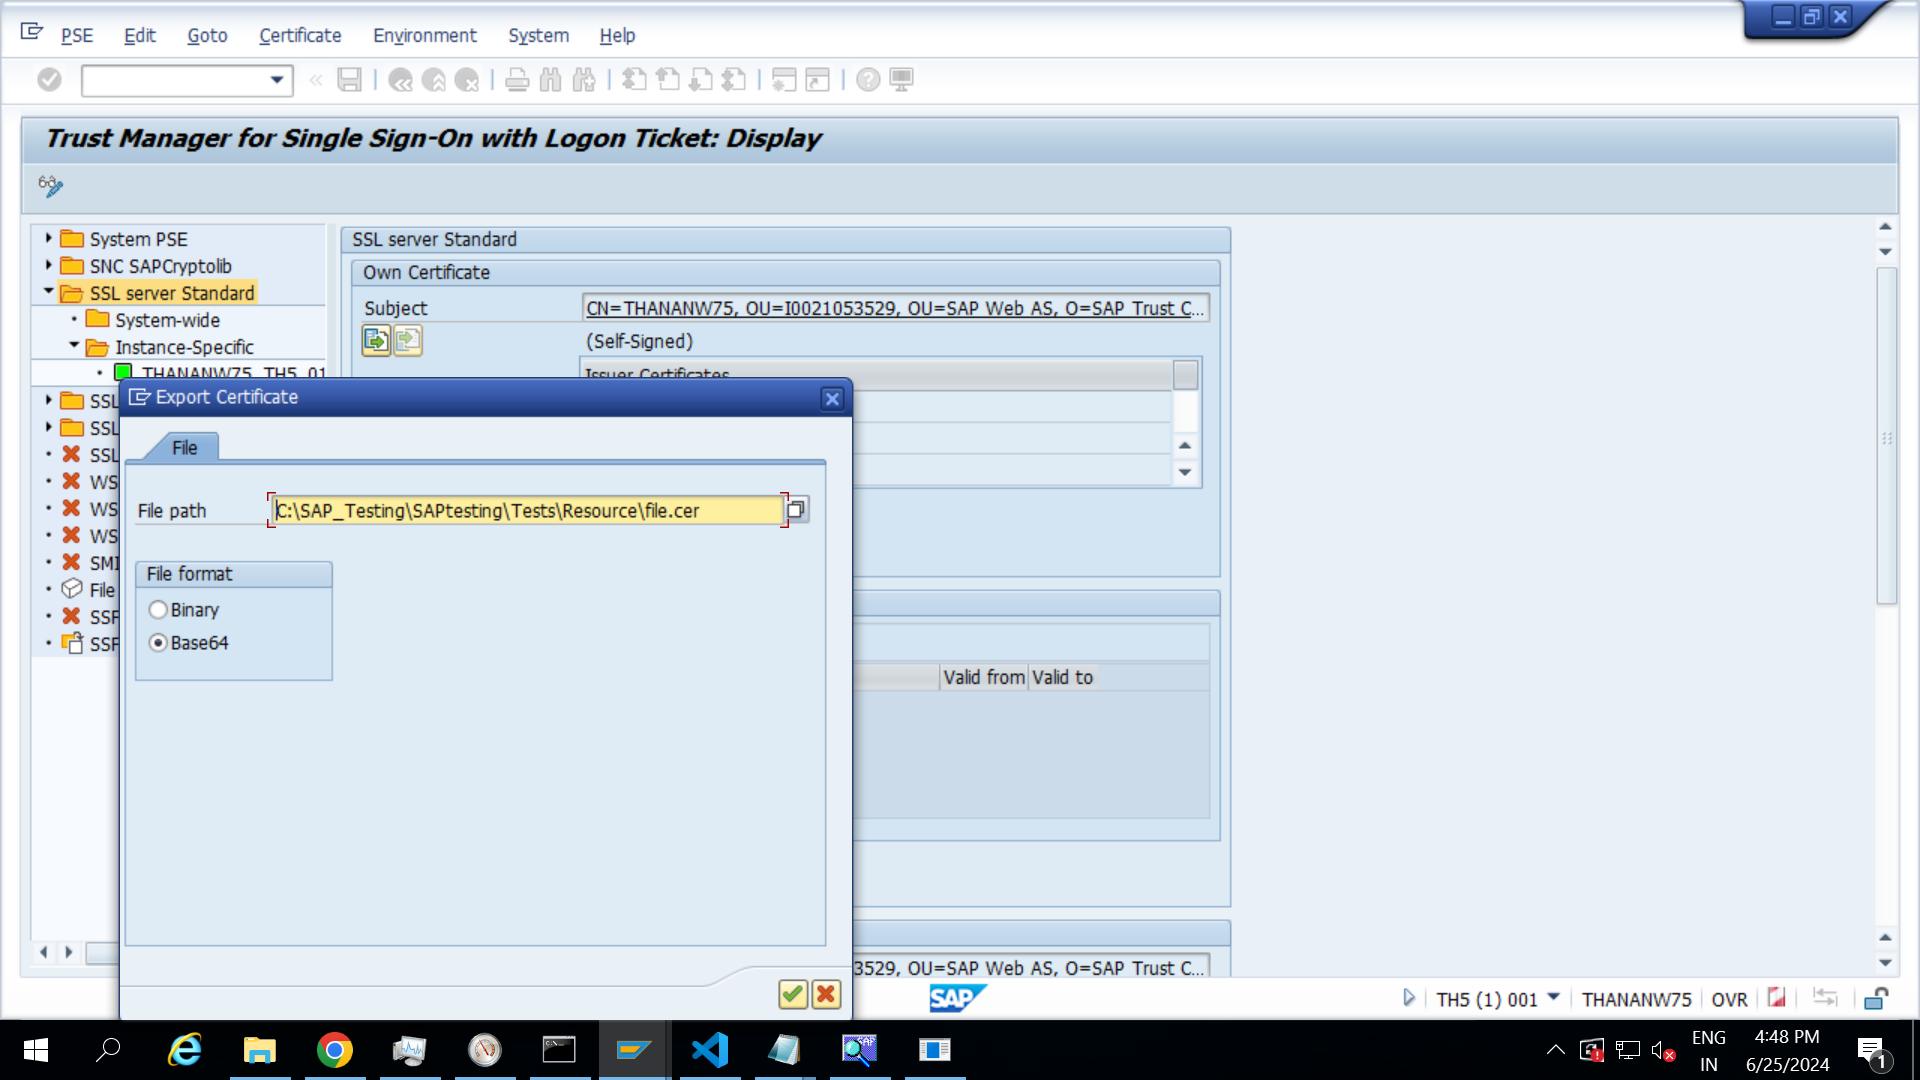 PSE Edit Goto Certificate Environment System Help
Trust Manager for Single Sign-On with Logon Ticket: Display
System PSE
SNC SAPCryptolib
SSL server Standard
System-wide
Instance-Specific
THANANW75_TH5_01
SSL
SSL
SSL
WS
WS
WS
SMI
File
SSF
SSF
SSL server Standard
Own Certificate
Subject
CN=THANANW75, OU=I0021053529, OU=SAP Web AS, O=SAP Trust C...
(Self-Signed)
Issuer Certificates
Export Certificate
File
File path
C:\SAP_Testing\SAPtesting\Tests\Resource\file.cer
File format
Binary
Base64
Valid from Valid to
3529, OU=SAP Web AS, O=SAP Trust C...
SAP
TH5 (1) 001 THANANW75 OVR
ENG
IN
4:48 PM
6/25/2024
1